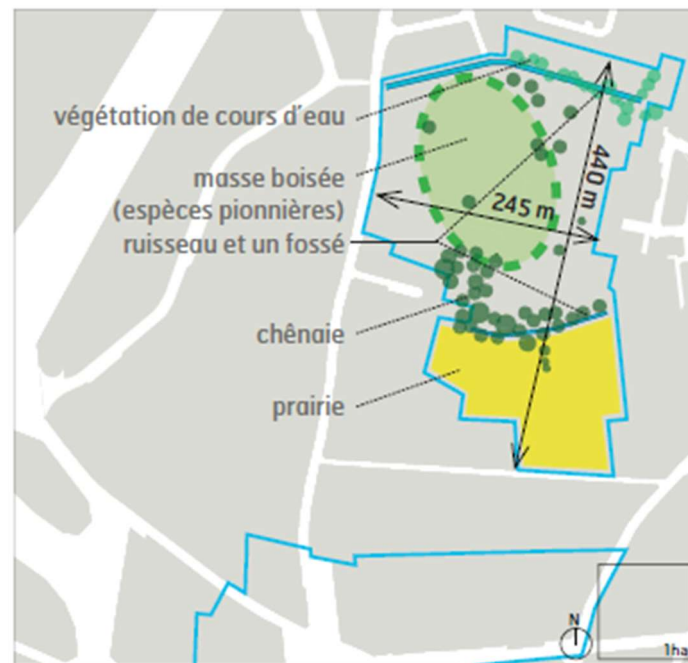 végétation de cours d'eau
masse boisée
(espèces pionnières)
ruisseau et un fossé
chênaie
prairie
245 m
440 m
N
1ha